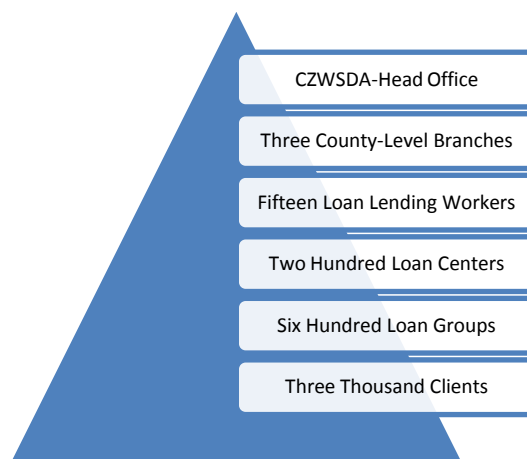 CZWSDA-Head Office
Three County-Level Branches
Fifteen Loan Lending Workers
Two Hundred Loan Centers
Six Hundred Loan Groups
Three Thousand Clients